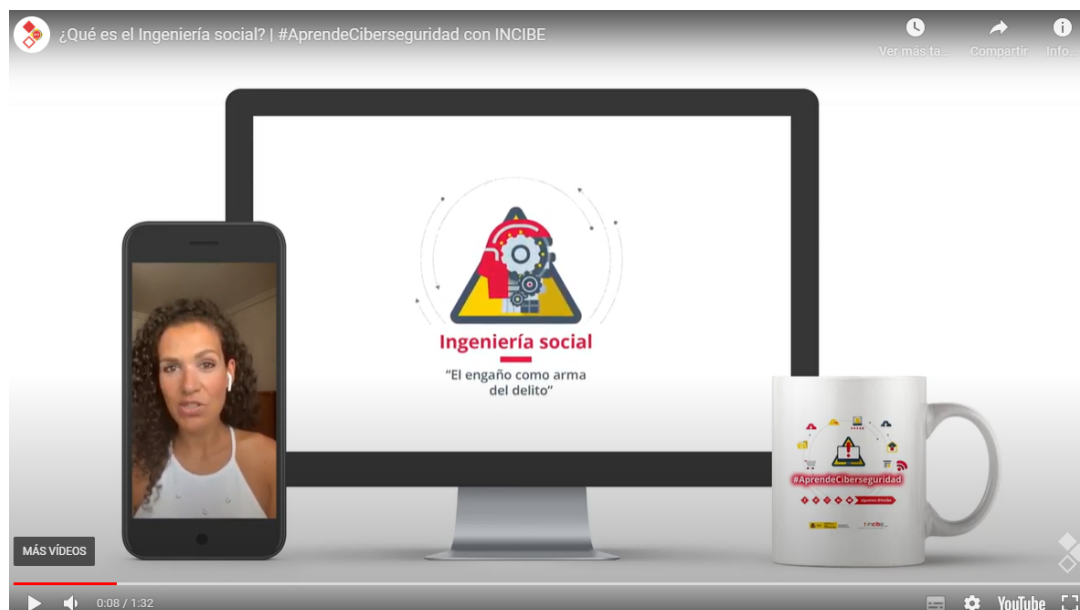 ¿Qué es el Ingeniería social? | #AprendeCiberseguridad con INCIBE
Ver más ta...
Compartir
Info...
Ingeniería social
“El engaño como arma
del delito”
#AprendeCiberseguridad
incibe
MÁS VÍDEOS
0:08 / 1:32
YouTube